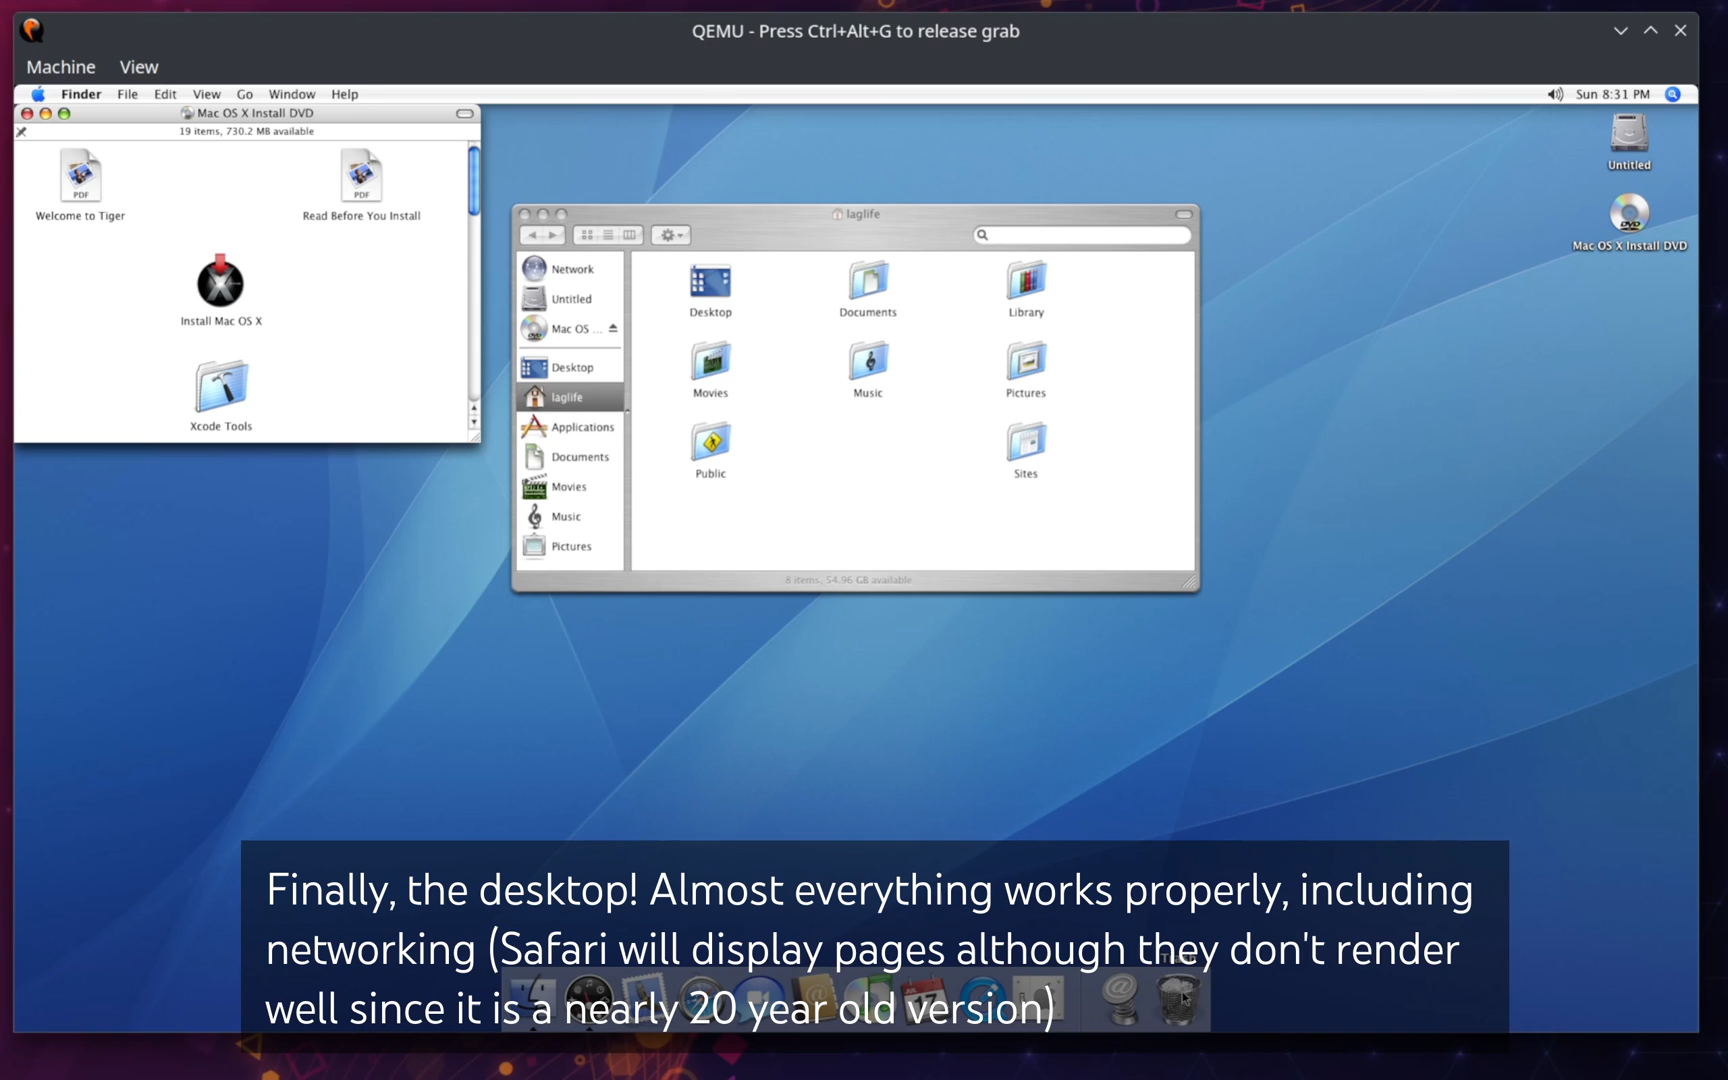 QEMU - Press Ctrl+Alt+G to release grab
Machine View
Finder File Edit View Go Window Help
Sun 8:31 PM
Mac OS X Install DVD
19 items, 730.2 MB available
PDF
Welcome to Tiger
PDF
Read Before You Install
Install Mac OS X
Xcode Tools
laglife
Network
Untitled
Mac OS ...
Desktop
laglife
Applications
Documents
Movies
Music
Pictures
Desktop
Documents
Library
Movies
Music
Pictures
Public
Sites
8 items, 54.96 GB available
Untitled
DVD
Mac OS X Install DVD
Finally, the desktop! Almost everything works properly, including
networking (Safari will display pages although they don't render
well since it is a nearly 20 year old version)